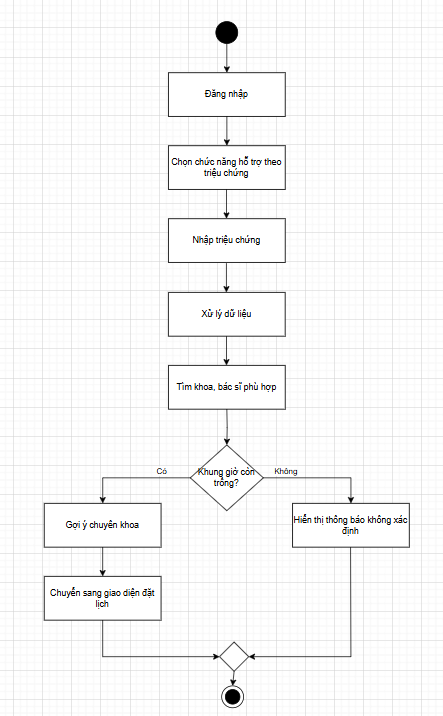 Đăng nhập
Chọn chức năng hỗ trợ theo
triệu chứng
Nhập triệu chứng
Xử lý dữ liệu
Tìm khoa, bác sĩ phù hợp
Khung giờ còn
trống?
Có
Không
Gợi ý chuyên khoa
Hiển thị thông báo không xác
định
Chuyển sang giao diện đặt
lịch